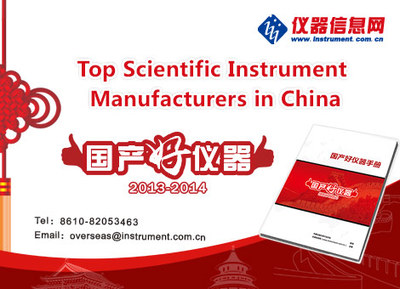 仪器信息网
www.instrument.com.cn
Top Scientific Instrument
Manufacturers in China
国产好仪器
2013-2014
国产好仪器手册
国产好仪器
Tel: 8610-82053463
Email: overseas@instrument.com.cn